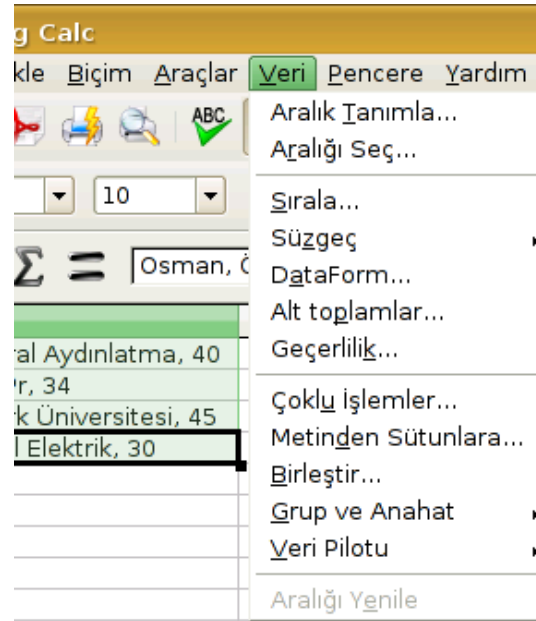 g Calc
kle Biçim Araçlar Veri Pencere Yardım
ABC
10
Σ = Osman, Ö
ral Aydınlatma, 40
Pr, 34
k Üniversitesi, 45
l Elektrik, 30
Aralık Tanımla...
Aralığı Seç...
Sırala...
Süzgeç
DataForm...
Alt toplamlar...
Geçerlilik...
Çoklu İşlemler...
Metinden Sütunlara...
Birleştir...
Grup ve Anahat
Veri Pilotu
Aralığı Yenile